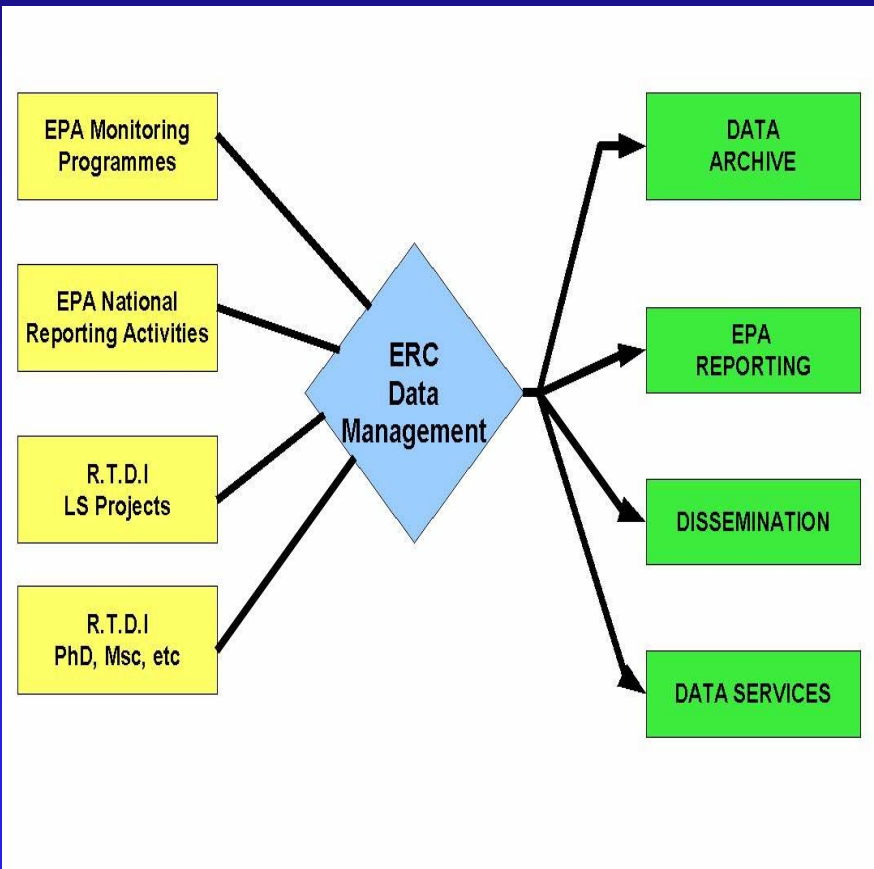 EPA Monitoring
Programmes
EPA National
Reporting Activities
R.T.D.I
LS Projects
R.T.D.I
PhD, Msc, etc
ERC
Data
Management
DATA
ARCHIVE
EPA
REPORTING
DISSEMINATION
DATA SERVICES